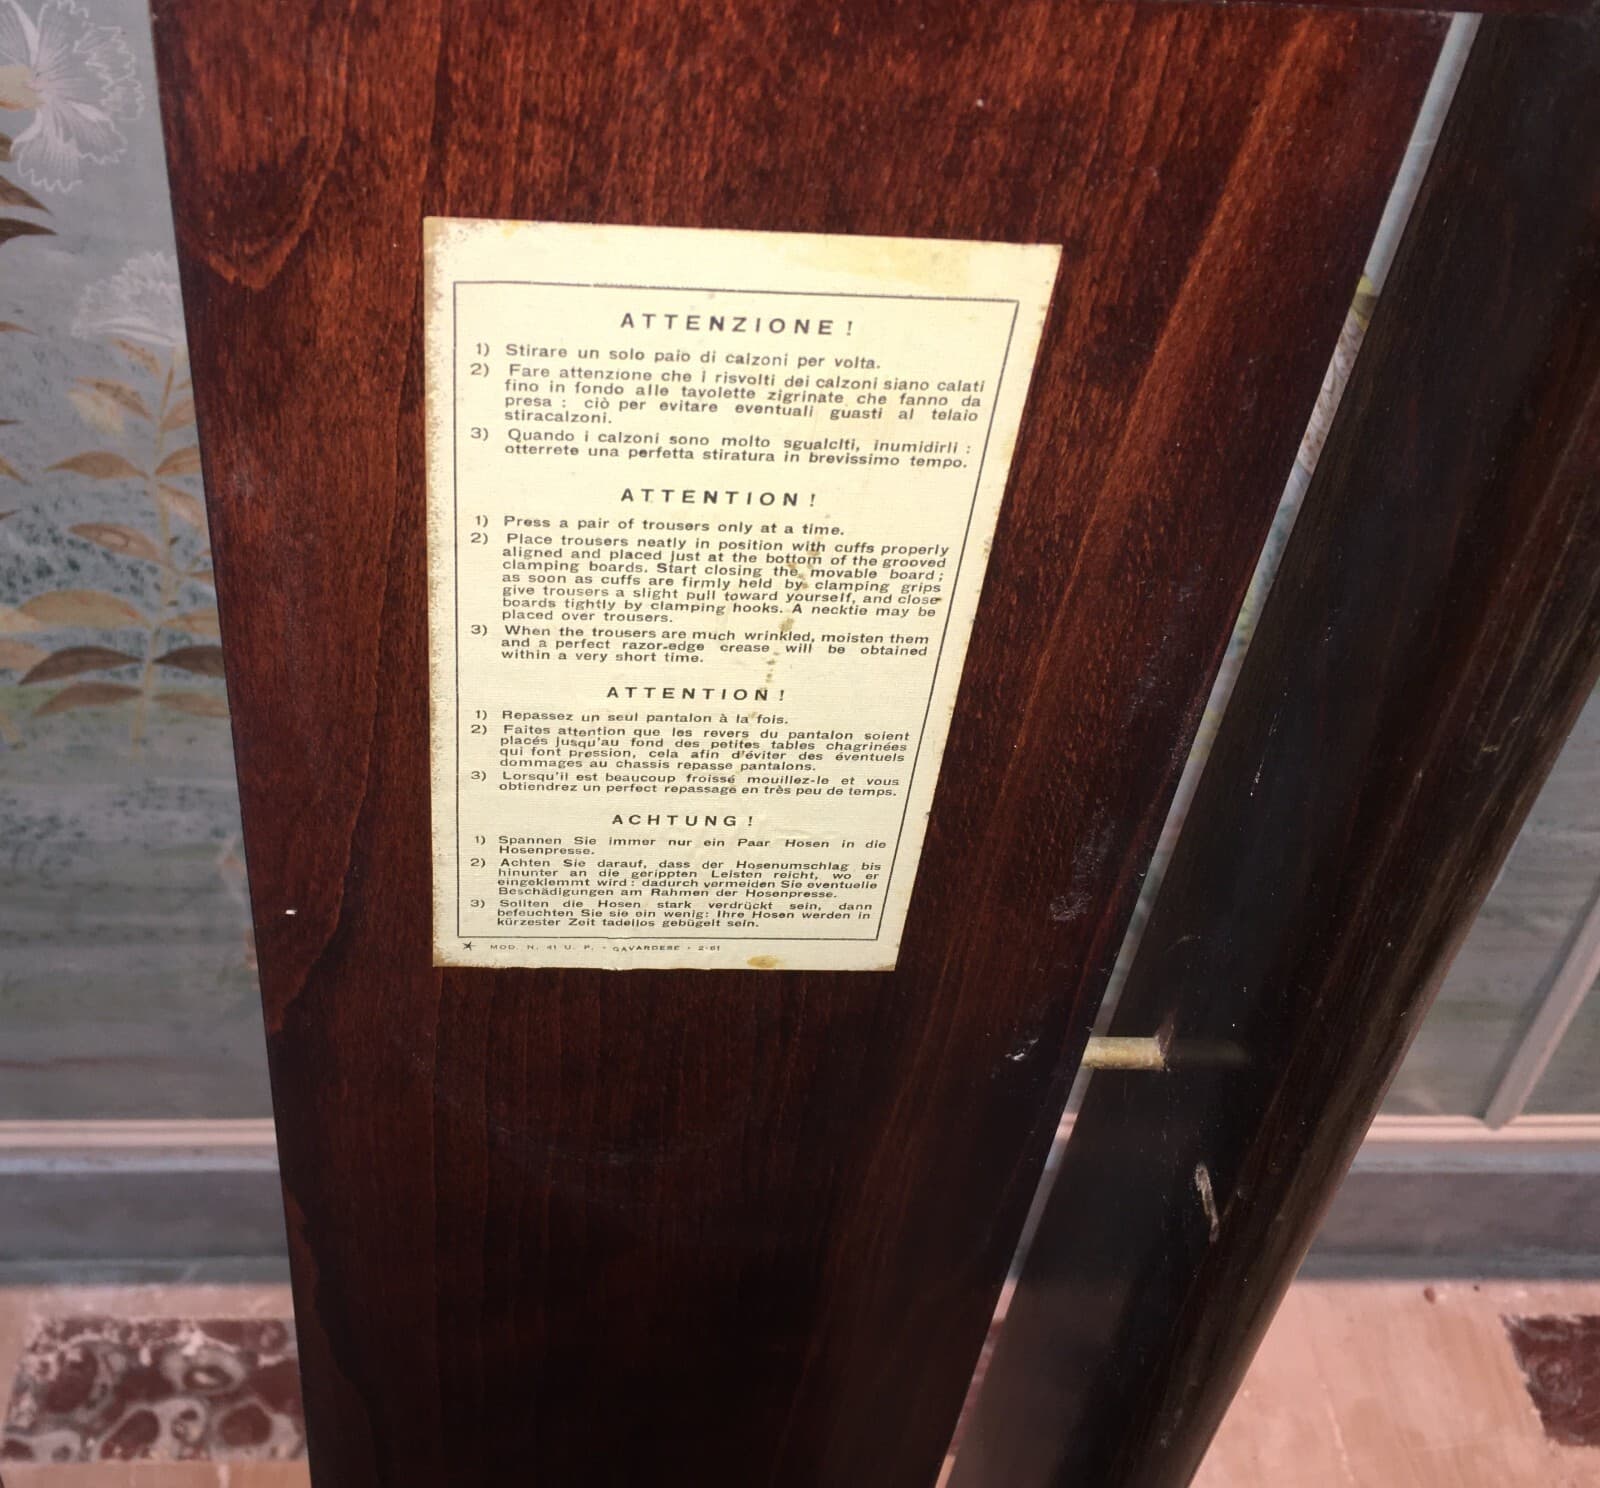 ATTENZIONE !
1) Stirare un solo paio di calzoni per volta.
2) Fare attenzione che i risvolti dei calzoni siano calati
fino in fondo alle tavolette zigrinate che fanno da
presa : ciò per evitare eventuali guasti al telaio
stiracalzoni.
3) Quando i calzoni sono molto sgualciti, inumidirli :
otterrete una perfetta stiratura in brevissimo tempo.
ATTENTION !
1) Press a pair of trousers only at a time.
2) Place trousers neatly in position with cuffs properly
aligned and placed just at the bottom of the grooved
clamping boards. Start closing the movable board ;
as soon as cuffs are firmly held by clamping grips
give trousers a slight pull toward yourself, and close
boards tightly by clamping hooks. A necktie may be
placed over trousers.
3) When the trousers are much wrinkled, moisten them
and a perfect razor-edge crease will be obtained
within a very short time.
ATTENTION !
1) Repassez un seul pantalon à la fois.
2) Faites attention que les revers du pantalon soient
placés jusqu'au fond des petites tables chagrinées
qui font pression, cela afin d'éviter des éventuels
dommages au chassis repasse pantalons.
3) Lorsqu'il est beaucoup froissé mouillez-le et vous
obtiendrez un perfect repassage en très peu de temps.
ACHTUNG !
1) Spannen Sie immer nur ein Paar Hosen in die
Hosenpresse.
2) Achten Sie darauf, dass der Hosenumschlag bis
hinunter an die gerippten Leisten reicht, wo er
eingeklemmt wird : dadurch vermeiden Sie eventuelle
Beschädigungen am Rahmen der Hosenpresse.
3) Sollten die Hosen stark verdrückt sein, dann
befeuchten Sie sie ein wenig: Ihre Hosen werden in
kürzester Zeit tadellos gebügelt sein.
MOD. N. 41 U. P. - GAVARDESE - 2-61